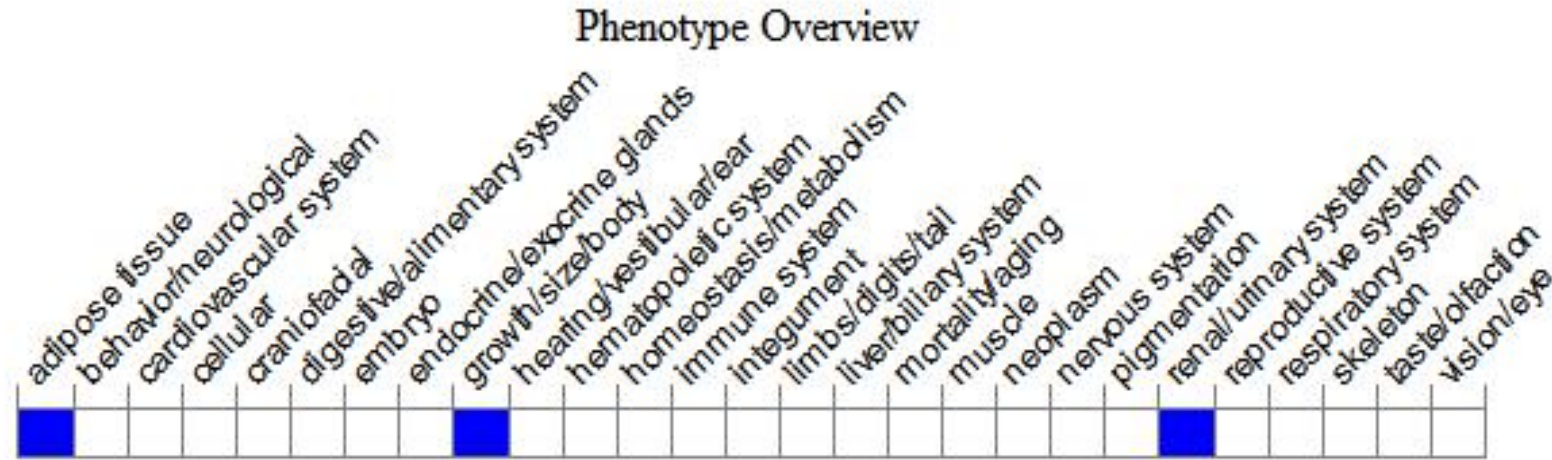 Phenotype Overview
adipose tissue
behavior/neurological
cardiovascular system
cellular
craniofacial
digestive/alimentary system
embryo
endocrine/exocrine glands
growth/size/body
hearing/vestibular/ear
hematopoietic system
homeostasis/metabolism
immune system
integument
limbs/digits/tail
liver/biliary system
mortality/aging
muscle
neoplasm
nervous system
pigmentation
renal/urinary system
reproductive system
respiratory system
skeleton
taste/olfaction
vision/eye